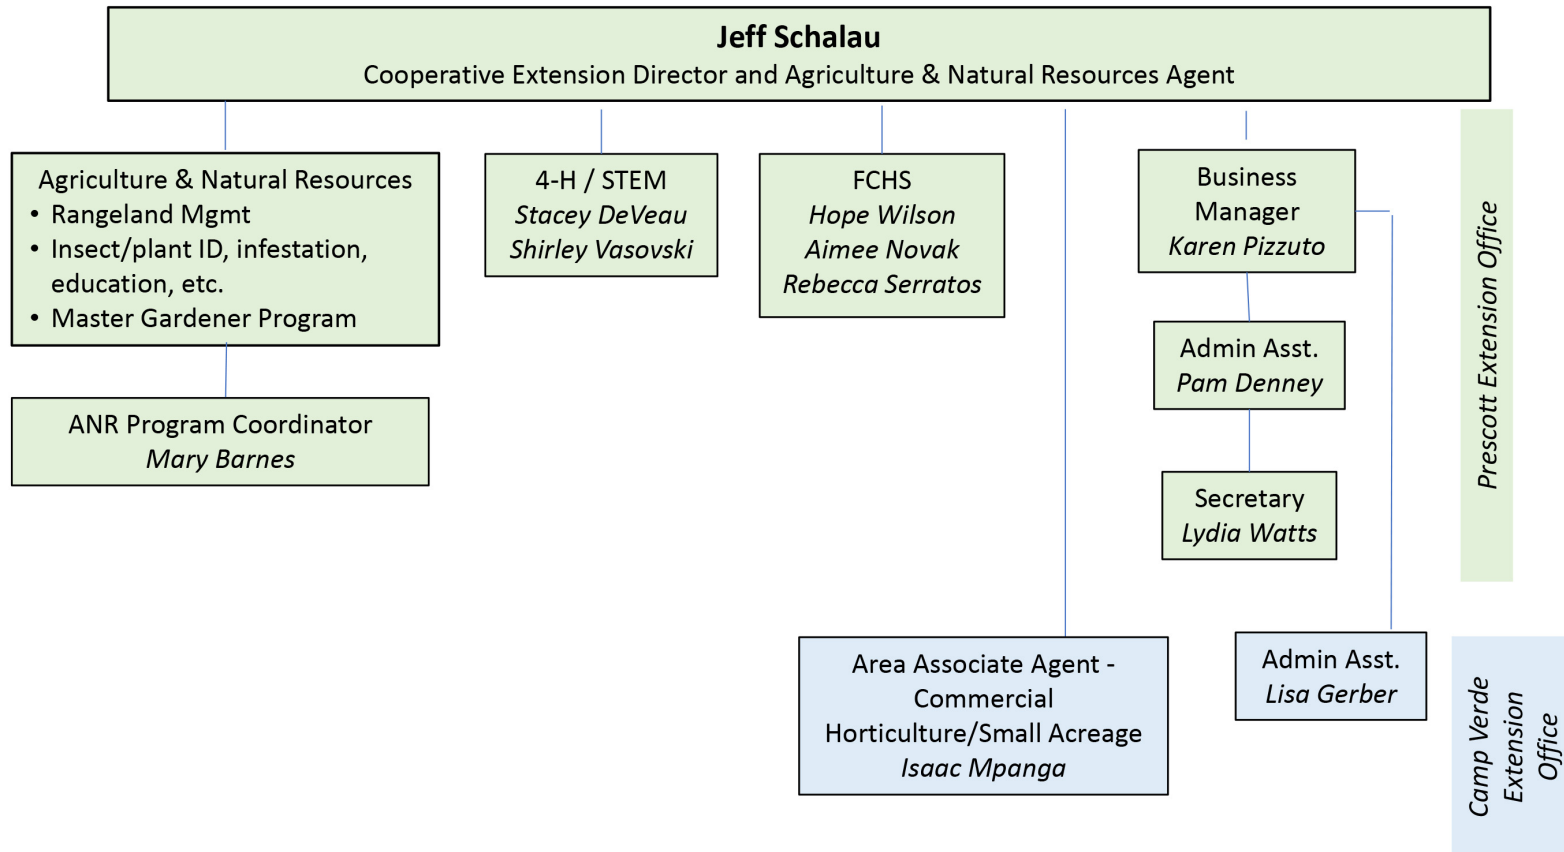 Jeff Schalau
Cooperative Extension Director and Agriculture & Natural Resources Agent
Agriculture & Natural Resources
• Rangeland Mgmt
• Insect/plant ID, infestation,
education, etc.
• Master Gardener Program
ANR Program Coordinator
Mary Barnes
4-H / STEM
Stacey DeVeau
Shirley Vasovski
FCHS
Hope Wilson
Aimee Novak
Rebecca Serratos
Business
Manager
Karen Pizzuto
Admin Asst.
Pam Denney
Secretary
Lydia Watts
Prescott Extension Office
Area Associate Agent -
Commercial
Horticulture/Small Acreage
Isaac Mpanga
Admin Asst.
Lisa Gerber
Camp Verde
Extension
Office